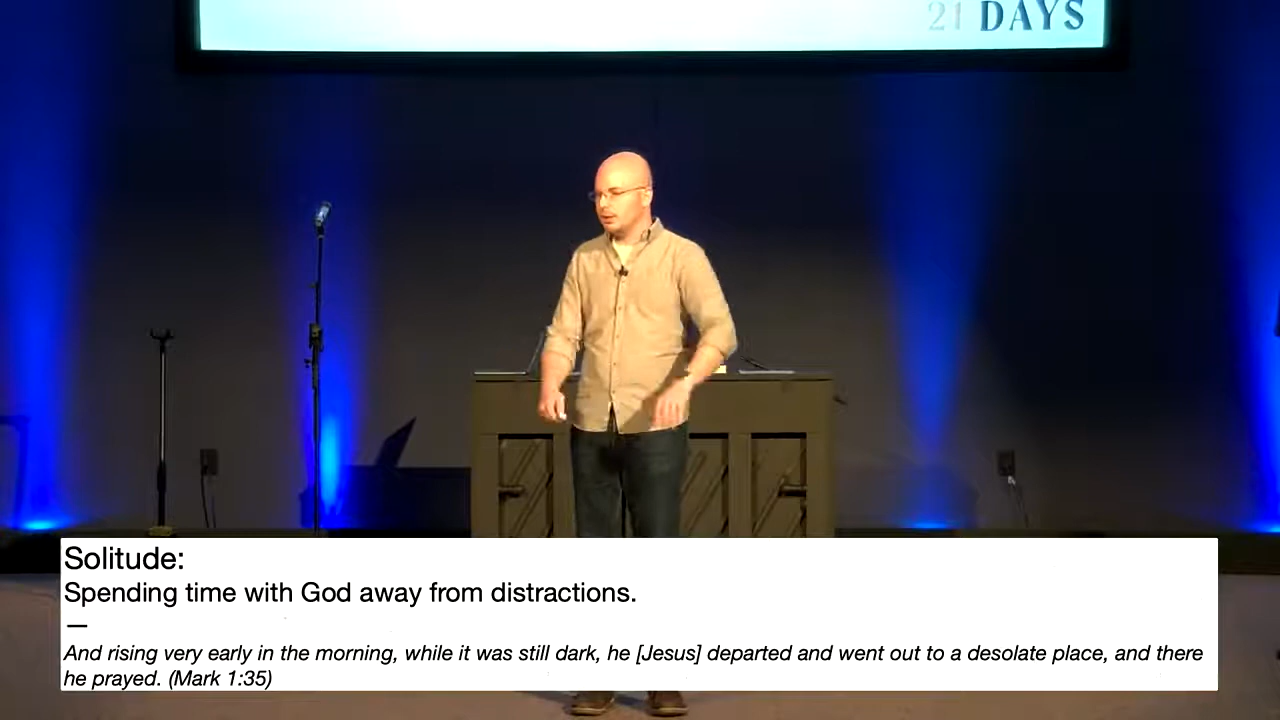 21 DAYS
Solitude:
Spending time with God away from distractions.
—
And rising very early in the morning, while it was still dark, he [Jesus] departed and went out to a desolate place, and there
he prayed. (Mark 1:35)